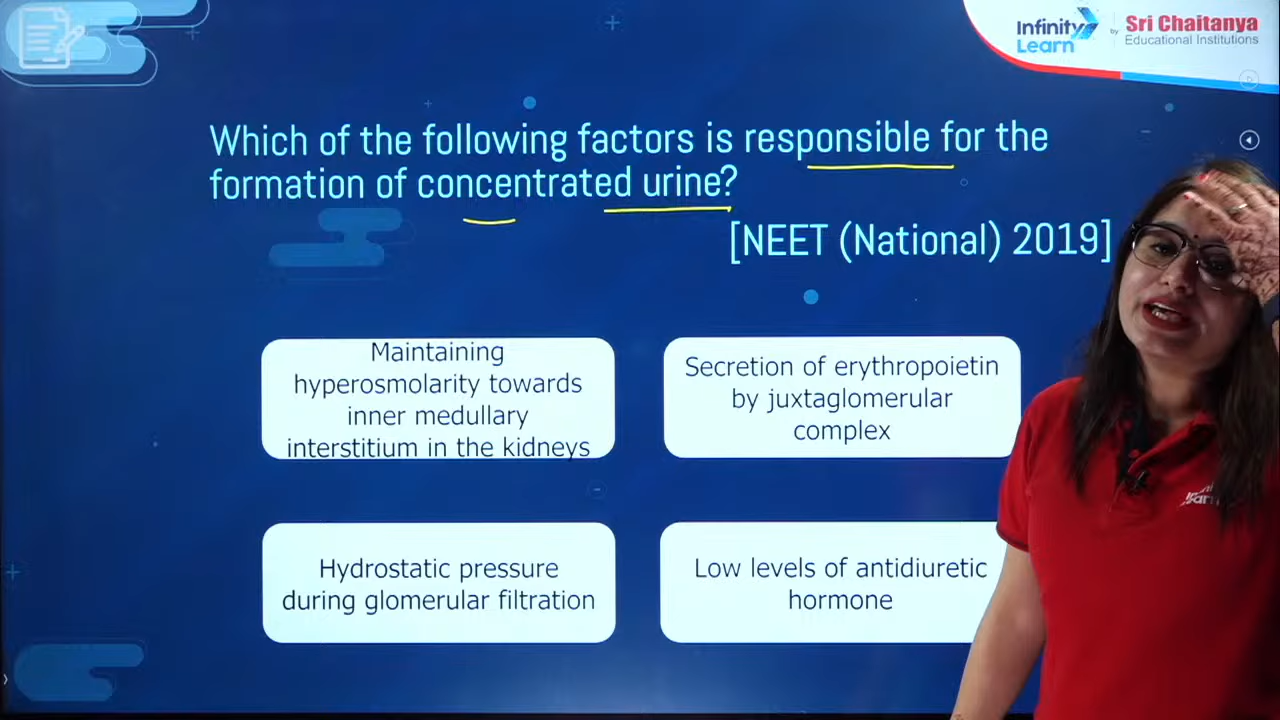 Infinity Learn by Sri Chaitanya
Educational Institutions
Which of the following factors is responsible for the
formation of concentrated urine?
[NEET (National) 2019]
Maintaining
hyperosmolarity towards
inner medullary
interstitium in the kidneys
Secretion of erythropoietin
by juxtaglomerular
complex
Hydrostatic pressure
during glomerular filtration
Low levels of antidiuretic
hormone